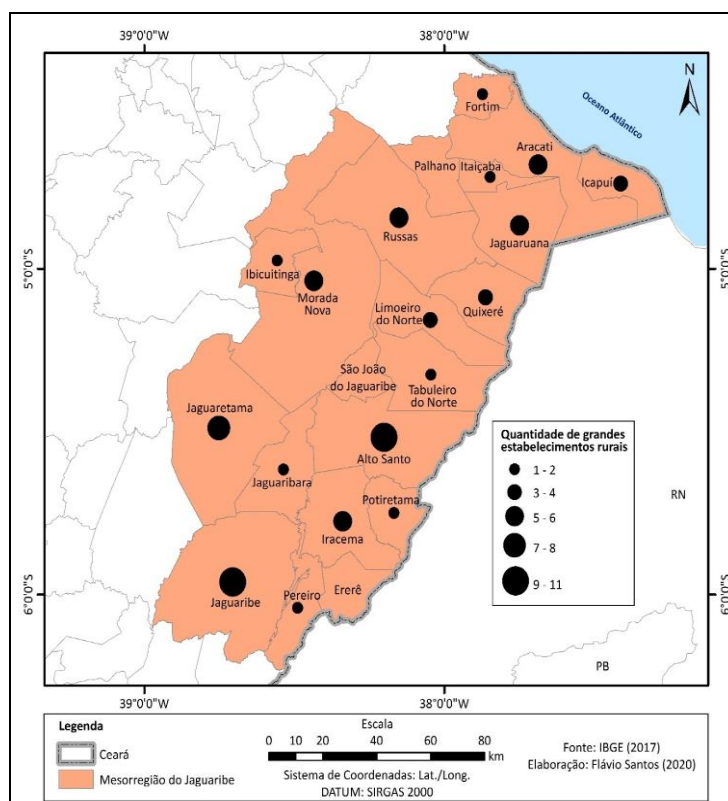 39°0'0"W
38°0'0"W
N
Oceano Atlântico
Fortim
Aracati
Palhano
Itaiçaba
Icapuí
Russas
Jaguaruana
5°0'0"S
5°0'0"S
Ibicuitinga
Morada
Nova
Limoeiro
do Norte
Quixeré
São João
do Jaguaribe
Tabuleiro
do Norte
Jaguaretama
Alto Santo
Jaguaribara
Potiretama
Iracema
Jaguaribe
Pereiro
Ererê
Quantidade de grandes
estabelecimentos rurais
1 - 2
3 - 4
5 - 6
7 - 8
9 - 11
RN
PB
6°0'0"S
6°0'0"S
39°0'0"W
38°0'0"W
Legenda
Ceará
Mesorregião do Jaguaribe
Escala
0 10 20 40 60 80
km
Sistema de Coordenadas: Lat./Long.
DATUM: SIRGAS 2000
Fonte: IBGE (2017)
Elaboração: Flávio Santos (2020)